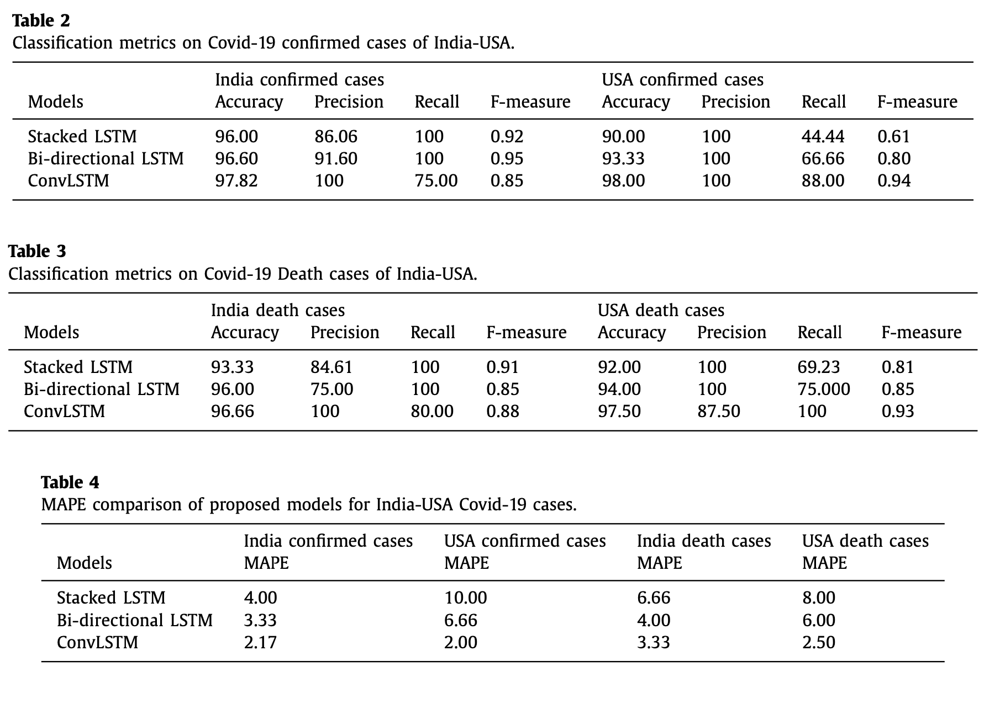 Table 2
Classification metrics on Covid-19 confirmed cases of India-USA.
India confirmed cases USA confirmed cases
Models Accuracy Precision Recall F-measure Accuracy Precision Recall F-measure
Stacked LSTM 96.00 86.06 100 0.92 90.00 100 44.44 0.61
Bi-directional LSTM 96.60 91.60 100 0.95 93.33 100 66.66 0.80
ConvLSTM 97.82 100 75.00 0.85 98.00 100 88.00 0.94
Table 3
Classification metrics on Covid-19 Death cases of India-USA.
India death cases USA death cases
Models Accuracy Precision Recall F-measure Accuracy Precision Recall F-measure
Stacked LSTM 93.33 84.61 100 0.91 92.00 100 69.23 0.81
Bi-directional LSTM 96.00 75.00 100 0.85 94.00 100 75.000 0.85
ConvLSTM 96.66 100 80.00 0.88 97.50 87.50 100 0.93
Table 4
MAPE comparison of proposed models for India-USA Covid-19 cases.
India confirmed cases USA confirmed cases India death cases USA death cases
Models MAPE MAPE MAPE MAPE
Stacked LSTM 4.00 10.00 6.66 8.00
Bi-directional LSTM 3.33 6.66 4.00 6.00
ConvLSTM 2.17 2.00 3.33 2.50